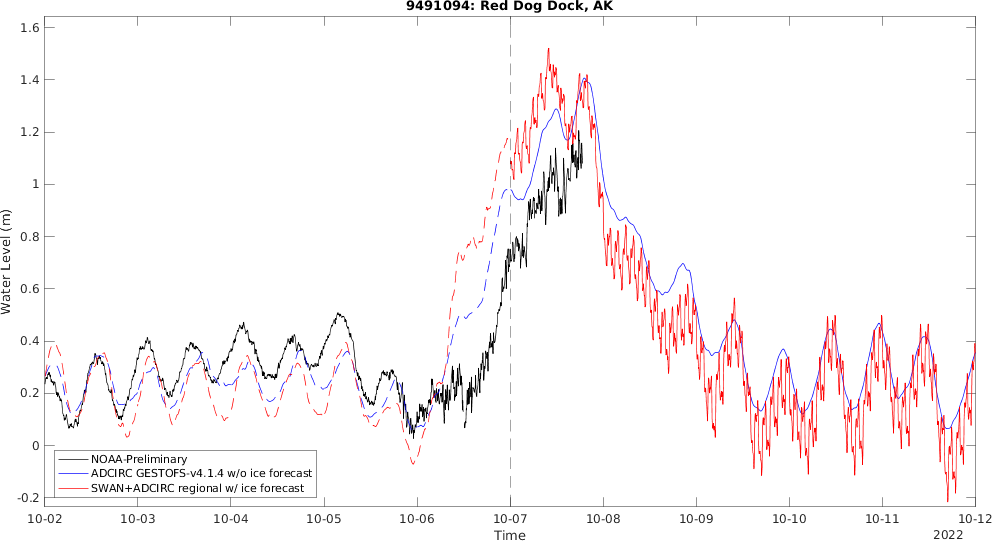 9491094: Red Dog Dock, AK
Water Level (m)
1.6
1.4
1.2
1
0.8
0.6
0.4
0.2
0
-0.2
NOAA-Preliminary
ADCIRC GESTOFS-v4.1.4 w/o ice forecast
SWAN+ADCIRC regional w/ ice forecast
10-02 10-03 10-04 10-05 10-06 10-07 10-08 10-09 10-10 10-11 10-12
Time
2022